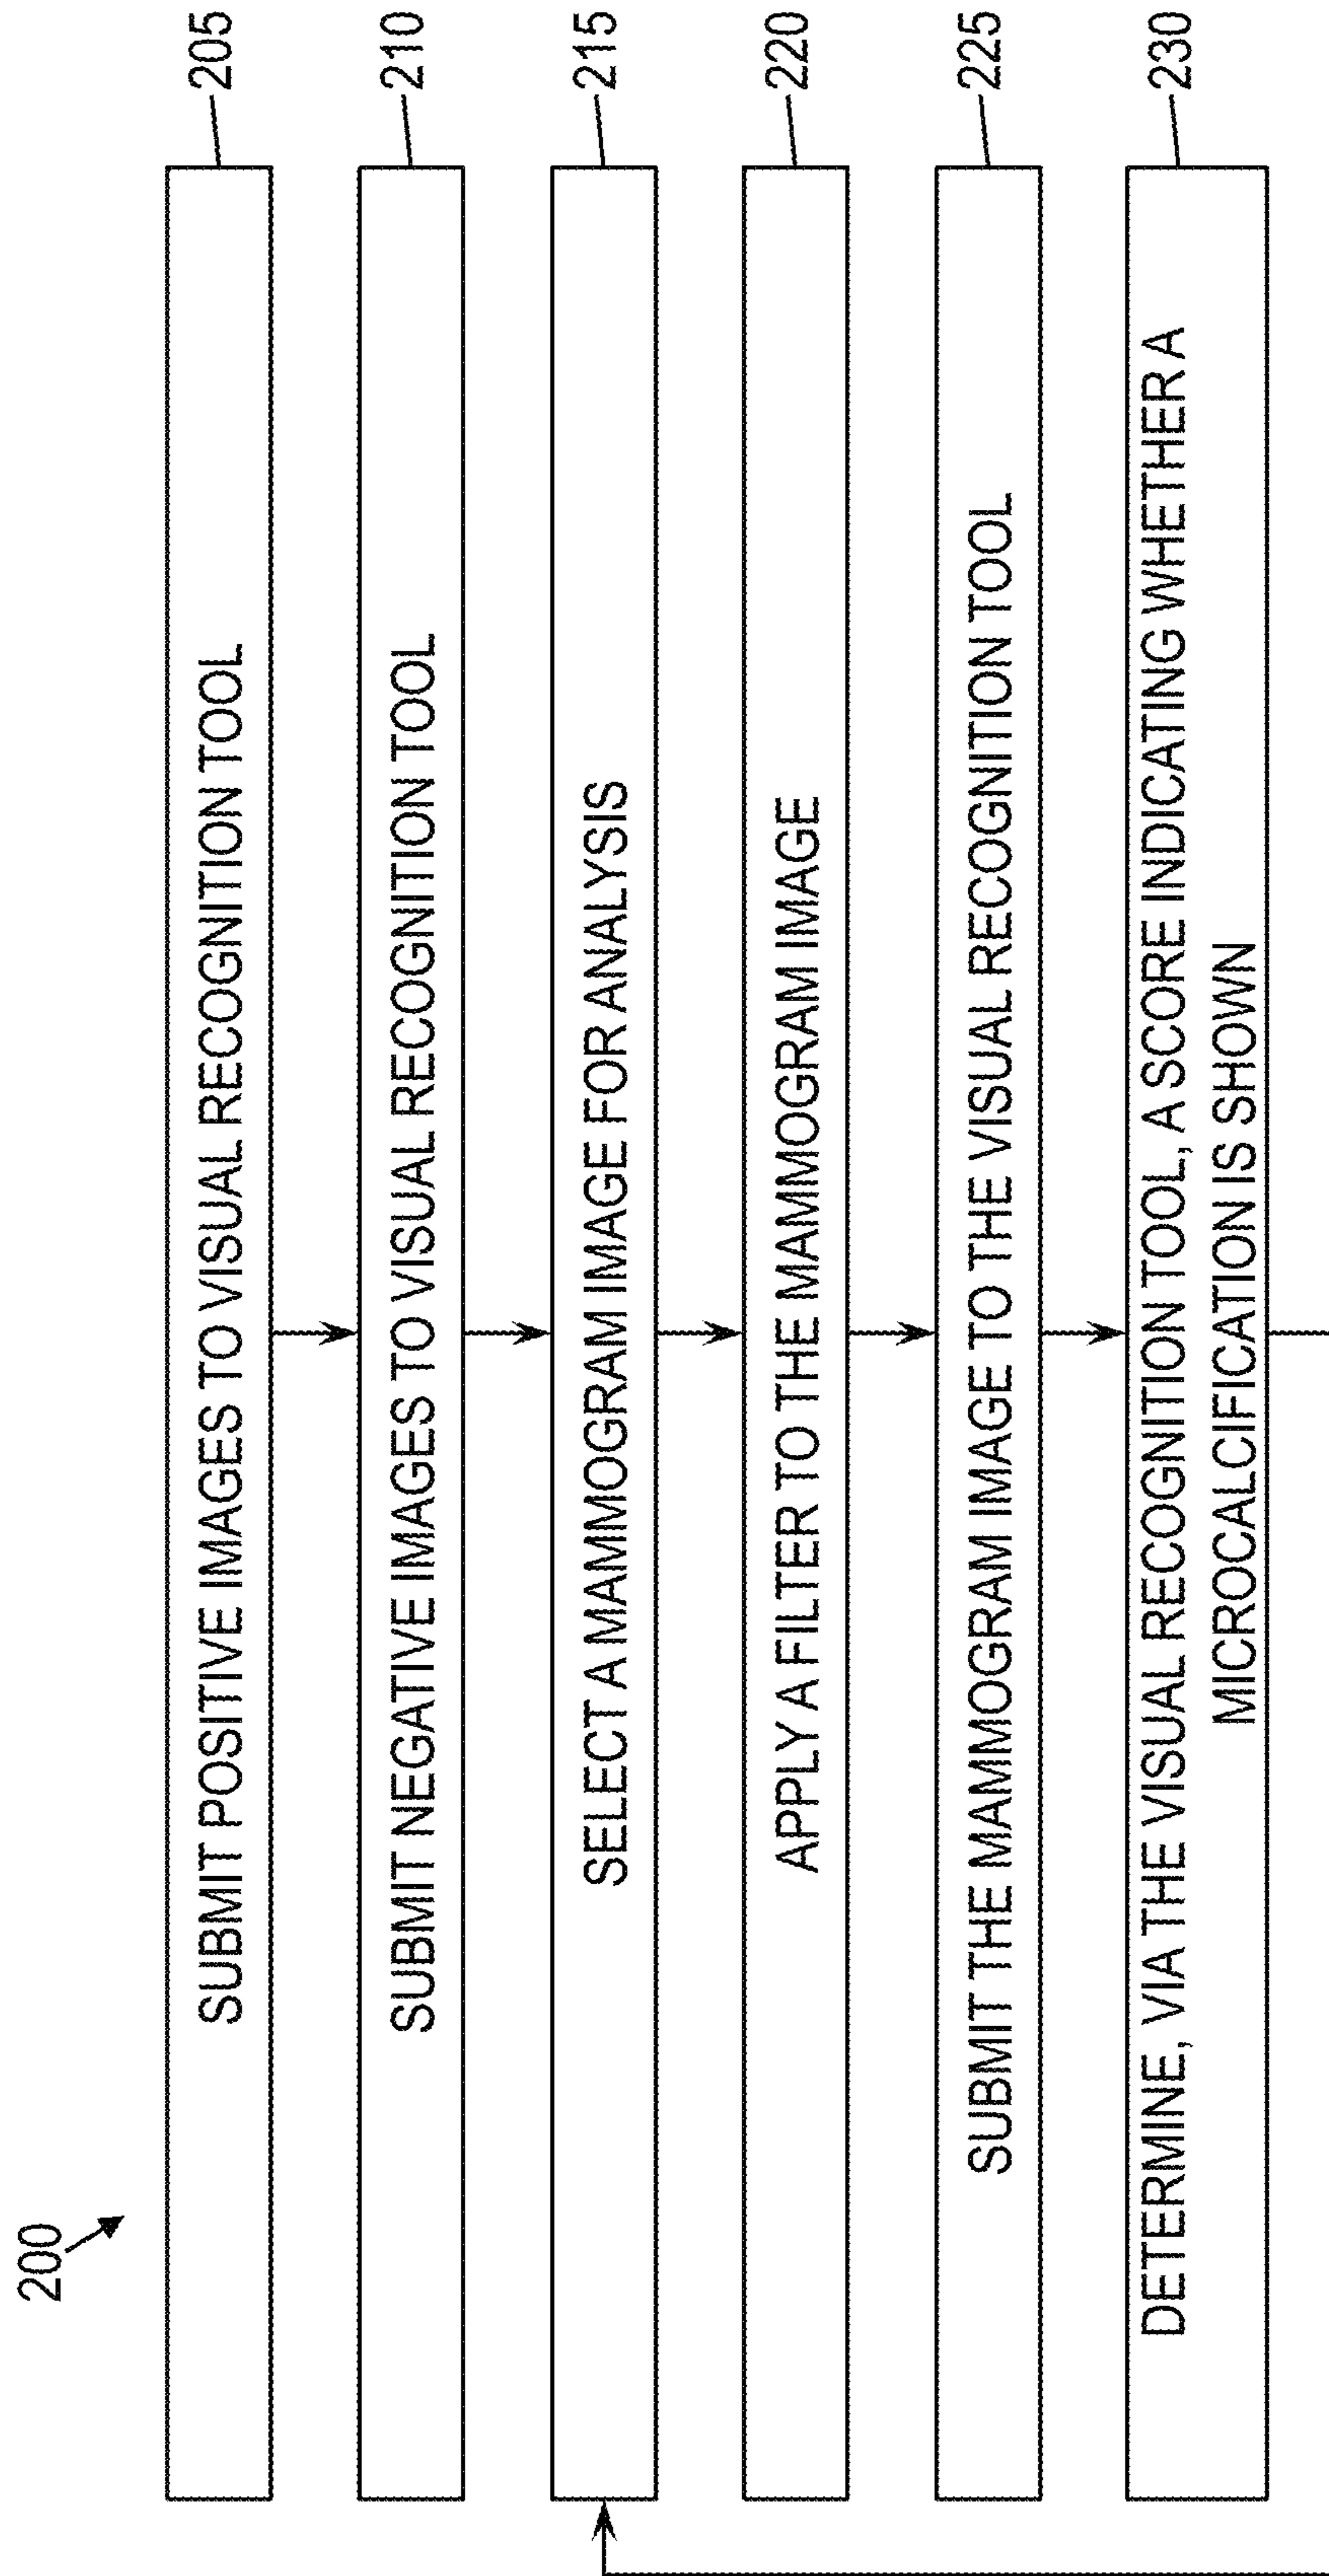 200
SUBMIT POSITIVE IMAGES TO VISUAL RECOGNITION TOOL
205
SUBMIT NEGATIVE IMAGES TO VISUAL RECOGNITION TOOL
210
SELECT A MAMMOGRAM IMAGE FOR ANALYSIS
215
APPLY A FILTER TO THE MAMMOGRAM IMAGE
220
SUBMIT THE MAMMOGRAM IMAGE TO THE VISUAL RECOGNITION TOOL
225
DETERMINE, VIA THE VISUAL RECOGNITION TOOL, A SCORE INDICATING WHETHER A
MICROCALCIFICATION IS SHOWN
230